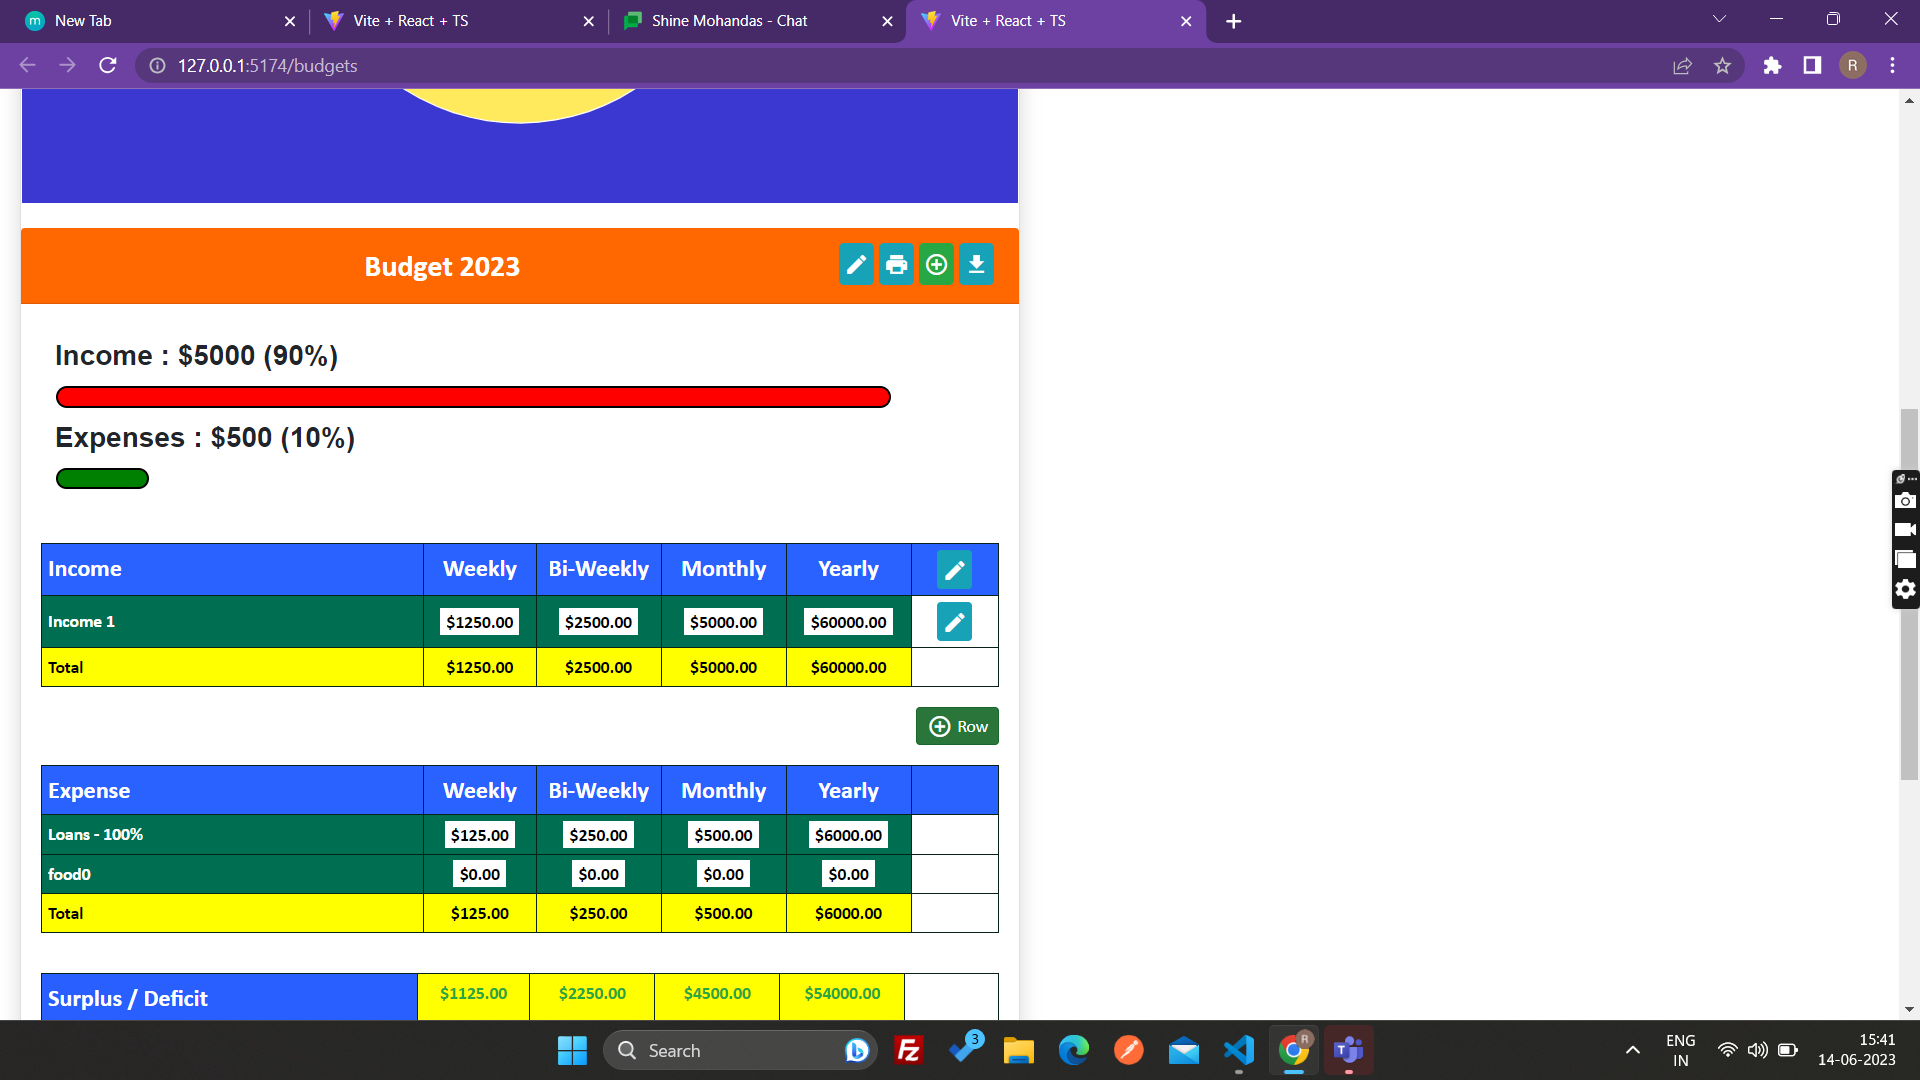 New Tab
Vite + React + TS
Shine Mohandas - Chat
Vite + React + TS
127.0.0.1:5174/budgets
R
Budget 2023
Income : $5000 (90%)
Expenses : $500 (10%)
Income Weekly Bi-Weekly Monthly Yearly
Income 1 $1250.00 $2500.00 $5000.00 $60000.00
Total $1250.00 $2500.00 $5000.00 $60000.00
Row
Expense Weekly Bi-Weekly Monthly Yearly
Loans - 100% $125.00 $250.00 $500.00 $6000.00
food0 $0.00 $0.00 $0.00 $0.00
Total $125.00 $250.00 $500.00 $6000.00
Surplus / Deficit $1125.00 $2250.00 $4500.00 $54000.00
Search
3
R
ENG
IN
15:41
14-06-2023